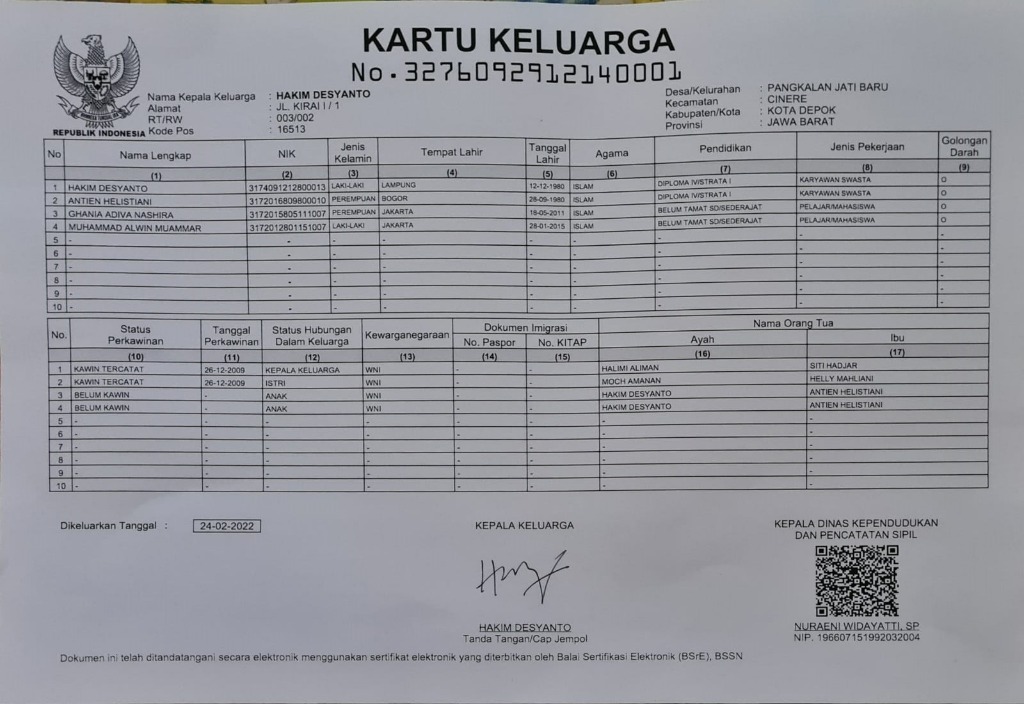 KARTU KELUARGA
No. 3276092912140001
REPUBLIK INDONESIA
Nama Kepala Keluarga : HAKIM DESYANTO
Alamat : JL. KIRAI I / 1
RT/RW : 003/002
Kode Pos : 16513
Desa/Kelurahan : PANGKALAN JATI BARU
Kecamatan : CINERE
Kabupaten/Kota : KOTA DEPOK
Provinsi : JAWA BARAT
No Nama Lengkap NIK Jenis Kelamin Tempat Lahir Tanggal Lahir Agama Pendidikan Jenis Pekerjaan Golongan Darah
(1) (2) (3) (4) (5) (6) (7) (8) (9)
1 HAKIM DESYANTO 3174091212800013 LAKI-LAKI LAMPUNG 12-12-1980 ISLAM DIPLOMA IV/STRATA I KARYAWAN SWASTA O
2 ANTIEN HELISTIANI 3172016809800010 PEREMPUAN BOGOR 28-09-1980 ISLAM DIPLOMA IV/STRATA I KARYAWAN SWASTA O
3 GHANIA ADIVA NASHIRA 3172015805111007 PEREMPUAN JAKARTA 18-05-2011 ISLAM BELUM TAMAT SD/SEDERAJAT PELAJAR/MAHASISWA O
4 MUHAMMAD ALWIN MUAMMAR 3172012801151007 LAKI-LAKI JAKARTA 28-01-2015 ISLAM BELUM TAMAT SD/SEDERAJAT PELAJAR/MAHASISWA O
5 - - - - - - - - -
6 - - - - - - - - -
7 - - - - - - - - -
8 - - - - - - - - -
9 - - - - - - - - -
10 - - - - - - - - -
No. Status Perkawinan Tanggal Perkawinan Status Hubungan Dalam Keluarga Kewarganegaraan Dokumen Imigrasi Nama Orang Tua
No. Paspor No. KITAP Ayah Ibu
(10) (11) (12) (13) (14) (15) (16) (17)
1 KAWIN TERCATAT 26-12-2009 KEPALA KELUARGA WNI - - HALIMI ALIMAN SITI HADJAR
2 KAWIN TERCATAT 26-12-2009 ISTRI WNI - - MOCH AMANAN HELLY MAHLIANI
3 BELUM KAWIN - ANAK WNI - - HAKIM DESYANTO ANTIEN HELISTIANI
4 BELUM KAWIN - ANAK WNI - - HAKIM DESYANTO ANTIEN HELISTIANI
5 - - - - - - - -
6 - - - - - - - -
7 - - - - - - - -
8 - - - - - - - -
9 - - - - - - - -
10 - - - - - - - -
Dikeluarkan Tanggal : 24-02-2022
KEPALA KELUARGA
HAKIM DESYANTO
Tanda Tangan/Cap Jempol
KEPALA DINAS KEPENDUDUKAN
DAN PENCATATAN SIPIL
NURAENI WIDAYATTI, SP
NIP. 196607151992032004
Dokumen ini telah ditandatangani secara elektronik menggunakan sertifikat elektronik yang diterbitkan oleh Balai Sertifikasi Elektronik (BSrE), BSSN